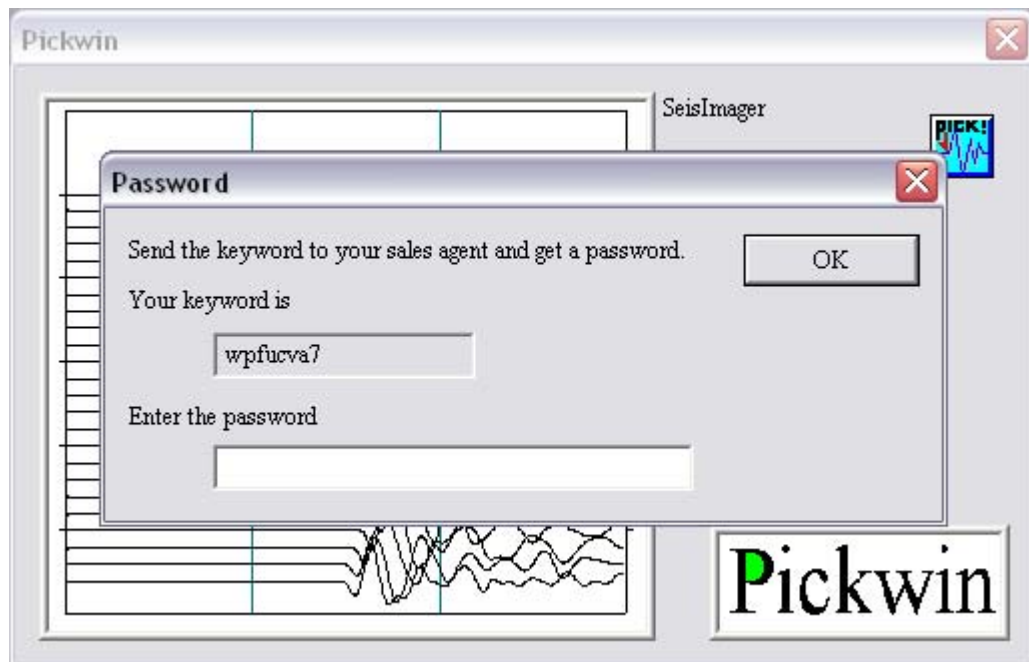 Pickwin
SeisImager
PICK!
Password
Send the keyword to your sales agent and get a password.
OK
Your keyword is
wpfucva7
Enter the password
Pickwin